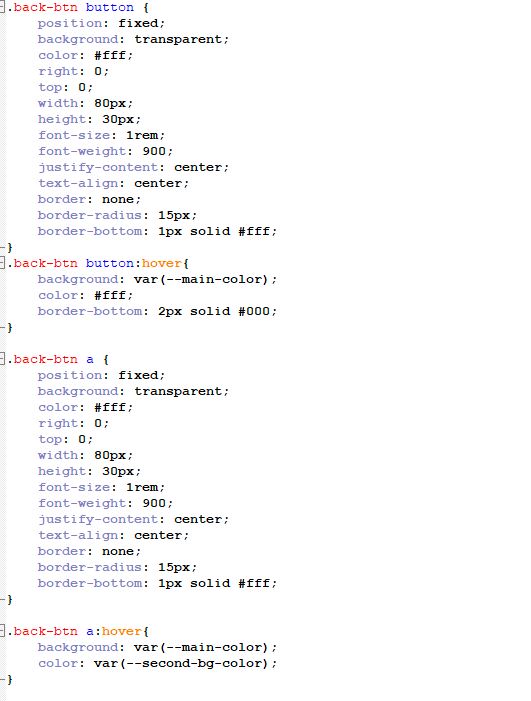 .back-btn button {
position: fixed;
background: transparent;
color: #fff;
right: 0;
top: 0;
width: 80px;
height: 30px;
font-size: 1rem;
font-weight: 900;
justify-content: center;
text-align: center;
border: none;
border-radius: 15px;
border-bottom: 1px solid #fff;
}
.back-btn button:hover{
background: var(--main-color);
color: #fff;
border-bottom: 2px solid #000;
}
.back-btn a {
position: fixed;
background: transparent;
color: #fff;
right: 0;
top: 0;
width: 80px;
height: 30px;
font-size: 1rem;
font-weight: 900;
justify-content: center;
text-align: center;
border: none;
border-radius: 15px;
border-bottom: 1px solid #fff;
}
.back-btn a:hover{
background: var(--main-color);
color: var(--second-bg-color);
}